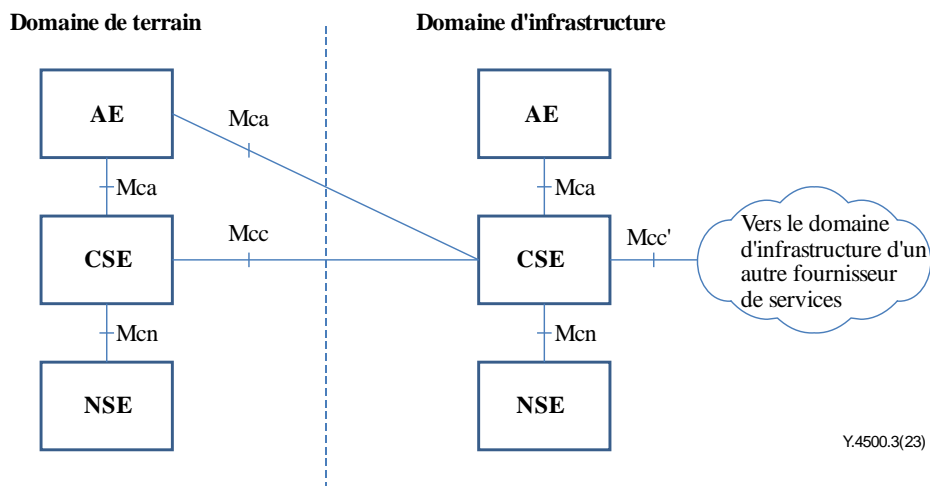 Domaine de terrain
Domaine d'infrastructure
AE
Mca
AE
Mca
Mca
CSE
Mcc
CSE
Mcc'
Vers le domaine
d'infrastructure d'un
autre fournisseur
de services
Mcn
Mcn
NSE
NSE
Y.4500.3(23)